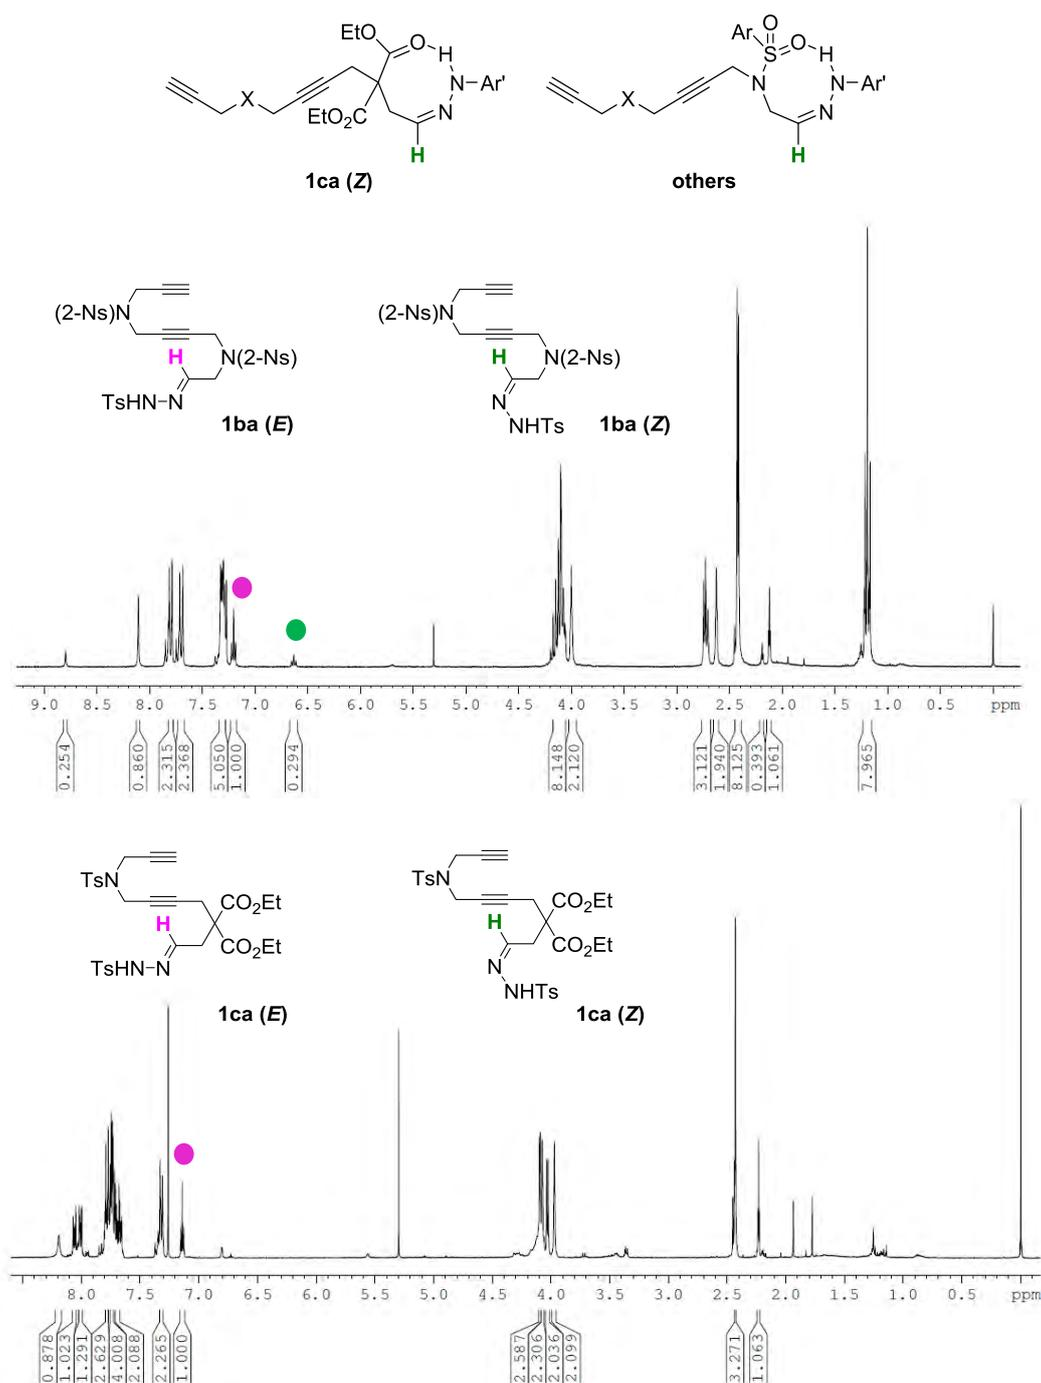 EtO
O
H
N
Ar'
N
X
EtO2C
H
1ca (Z)
Ar
O
S
O
H
N
N
Ar'
N
X
H
others
(2-Ns)N
H
N(2-Ns)
TsHN
N
1ba (E)
(2-Ns)N
H
N(2-Ns)
N
NHTs
1ba (Z)
9.0 8.5 8.0 7.5 7.0 6.5 6.0 5.5 5.0 4.5 4.0 3.5 3.0 2.5 2.0 1.5 1.0 0.5 ppm
0.254 0.860 2.315 2.368 5.050 1.000 0.294 8.148 2.120 3.121 1.940 8.125 0.393 1.061 7.965
TsN
H
CO2Et
CO2Et
TsHN
N
1ca (E)
TsN
H
CO2Et
CO2Et
N
NHTs
1ca (Z)
8.0 7.5 7.0 6.5 6.0 5.5 5.0 4.5 4.0 3.5 3.0 2.5 2.0 1.5 1.0 0.5 ppm
0.878 1.023 1.291 2.629 4.008 2.088 2.265 1.000 2.587 2.306 2.036 2.099 3.271 1.063